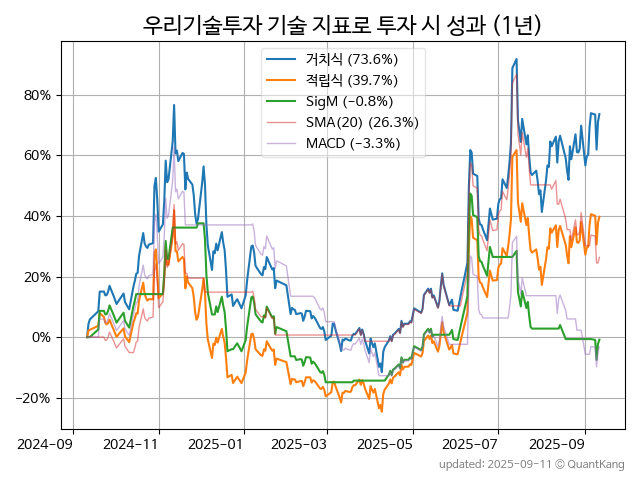 우리기술투자 기술 지표로 투자 시 성과 (1년)
거치식 (73.6%)
적립식 (39.7%)
SigM (−0.8%)
SMA(20) (26.3%)
MACD (−3.3%)
80%
60%
40%
20%
0%
−20%
2024-09 2024-11 2025-01 2025-03 2025-05 2025-07 2025-09
updated: 2025-09-11 ⓒ QuantKang